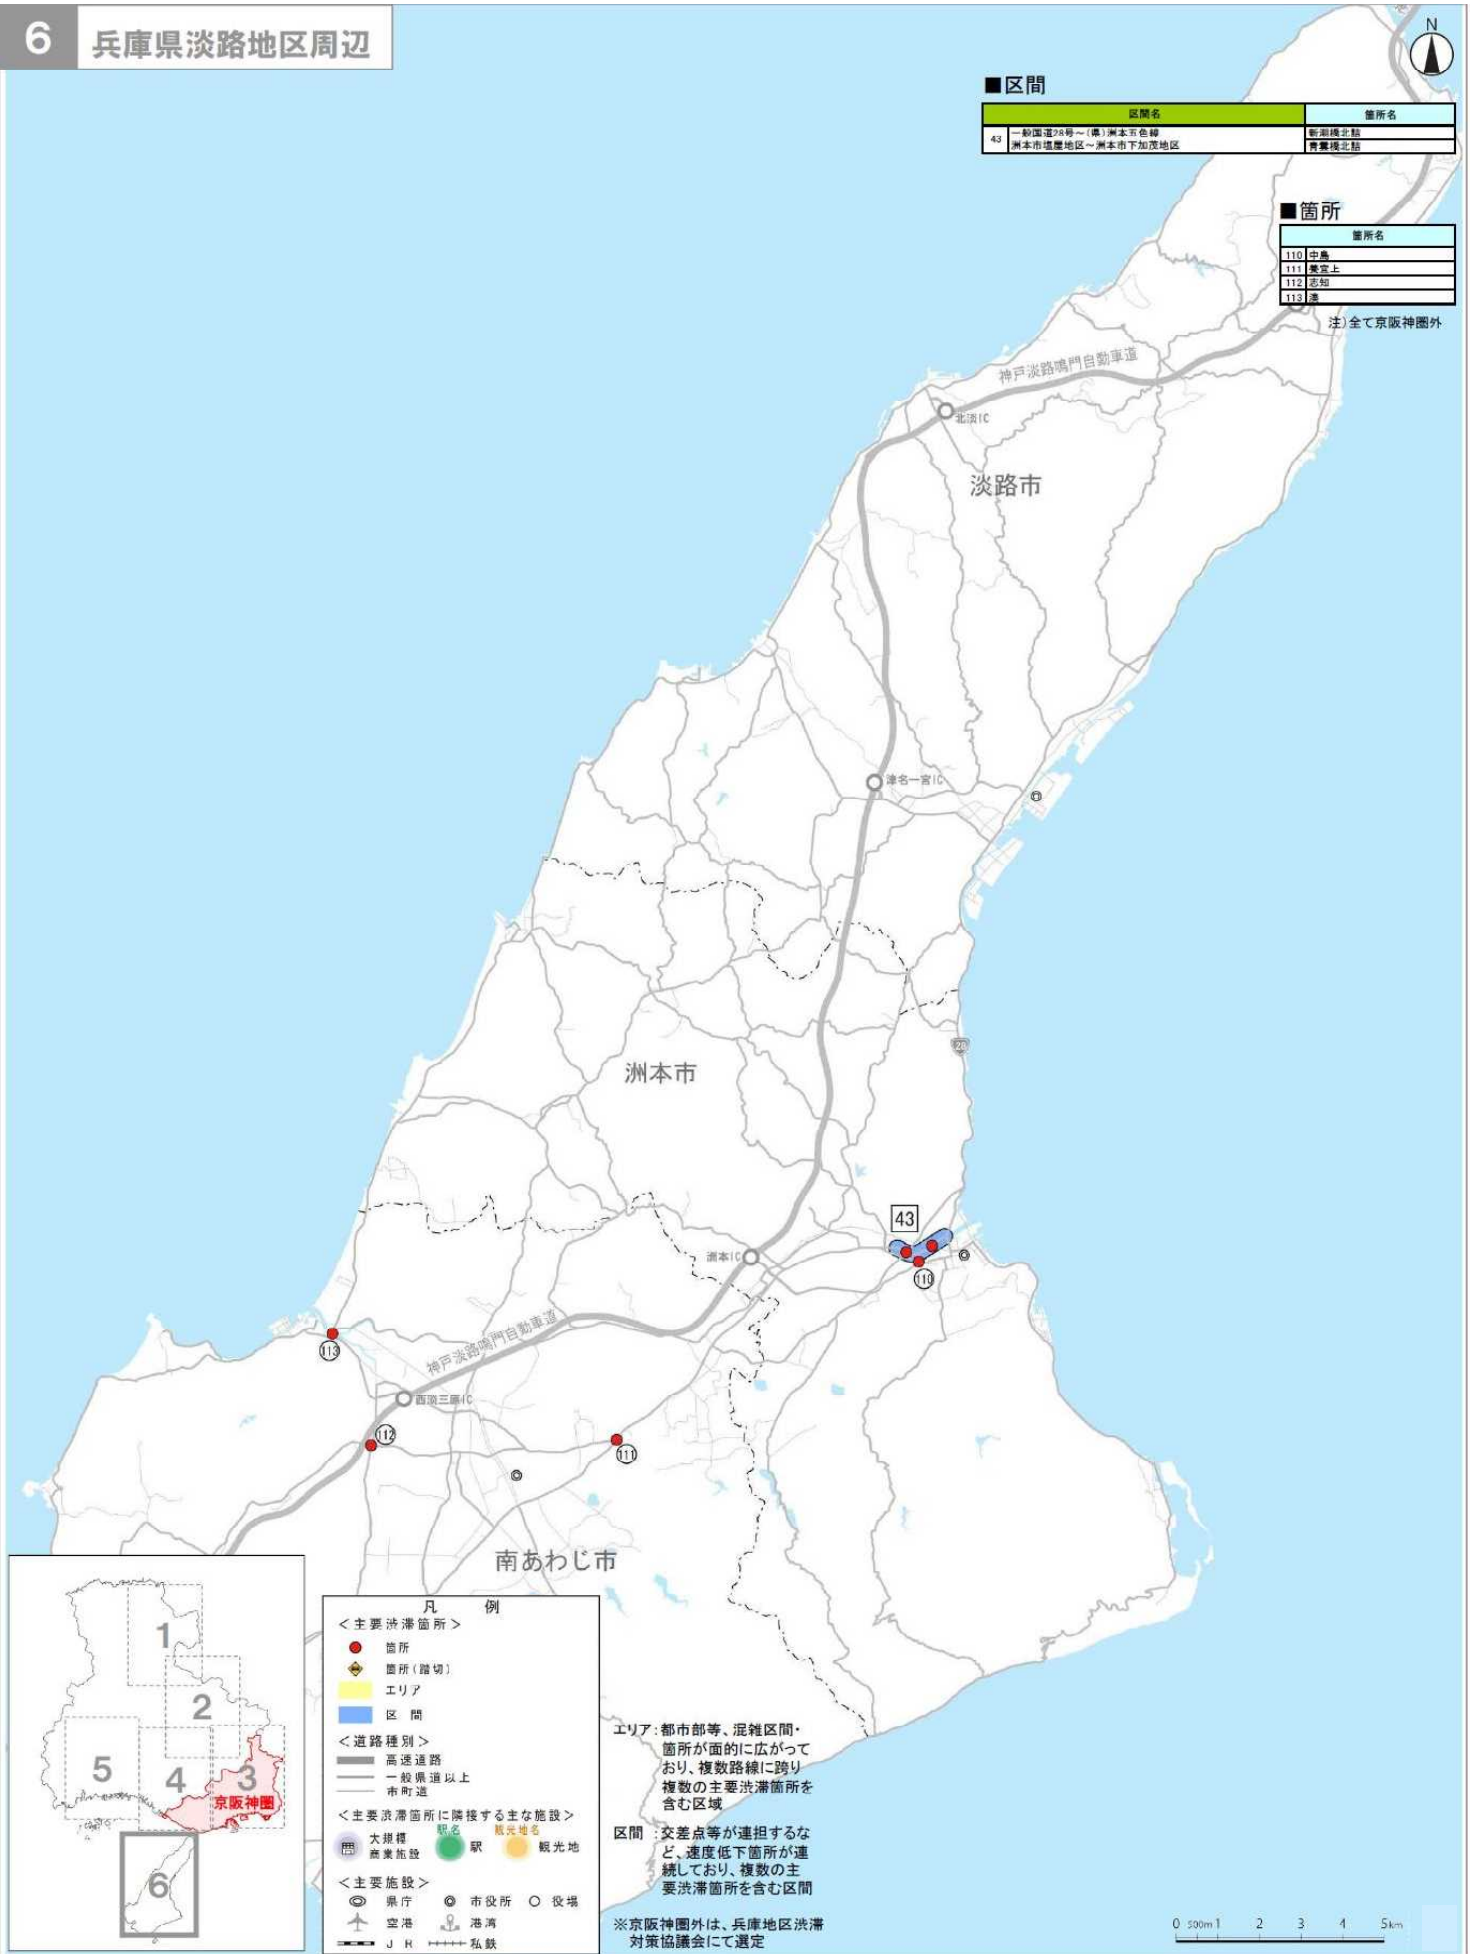 6 兵庫県淡路地区周辺
N
■区間
区間名 箇所名
43 一般国道28号～(県)洲本五色線 新潮橋北詰
洲本市塩屋地区～洲本市下加茂地区 青雲橋北詰
■箇所
箇所名
110 中島
111 養宜上
112 志知
113 湊
注)全て京阪神圏外
神戸淡路鳴門自動車道
北淡IC
淡路市
津名一宮IC
28
洲本市
43
洲本IC
110
113
神戸淡路鳴門自動車道
西淡三原IC
112
111
南あわじ市
1
2
3
4
5
京阪神圏
6
凡 例
＜主要渋滞箇所＞
箇所
箇所(踏切)
エリア
区 間
＜道路種別＞
高速道路
一般県道以上
市町道
＜主要渋滞箇所に隣接する主な施設＞
大規模
商業施設
駅名
駅
観光地名
観光地
＜主要施設＞
県庁 市役所 役場
空港 港湾
ＪＲ 私鉄
エリア：都市部等、混雑区間・
箇所が面的に広がって
おり、複数路線に跨り
複数の主要渋滞箇所を
含む区域
区間：交差点等が連担するな
ど、速度低下箇所が連
続しており、複数の主
要渋滞箇所を含む区間
※京阪神圏外は、兵庫地区渋滞
対策協議会にて選定
0 500m 1 2 3 4 5km